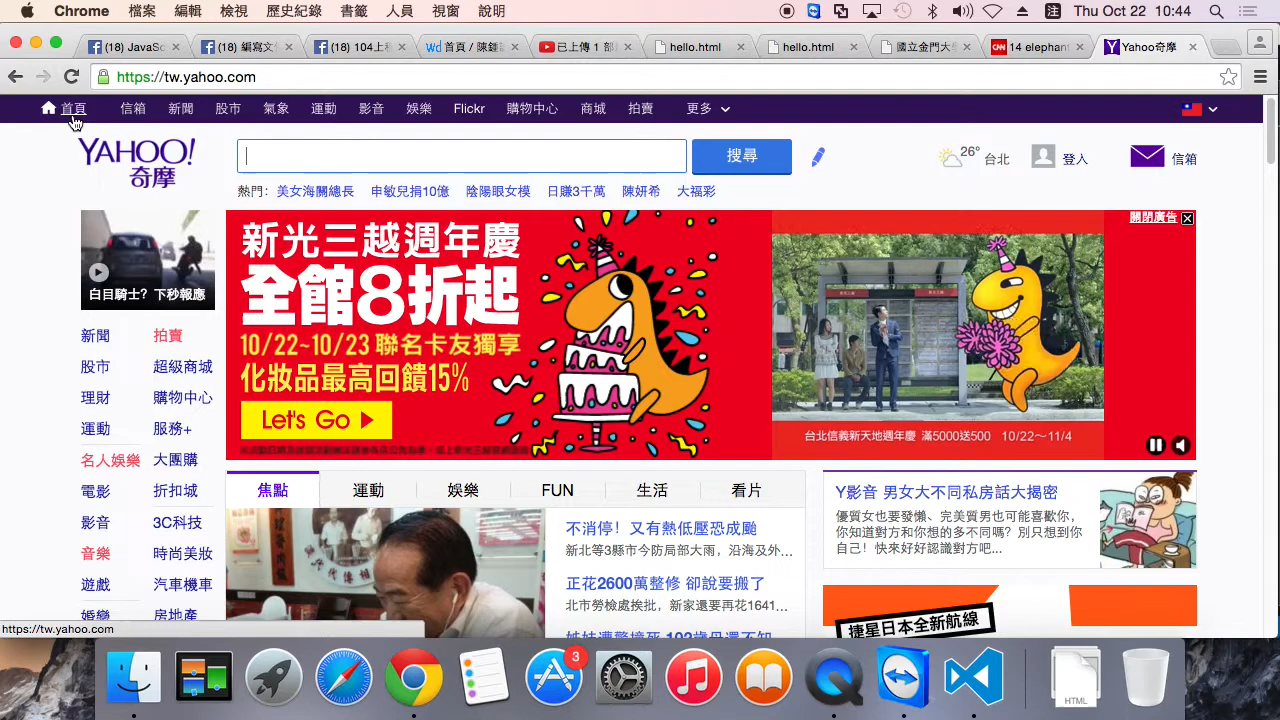 Chrome 檔案 編輯 檢視 歷史紀錄 書籤 人員 視窗 說明 注 Thu Oct 22 10:44
(18) JavaSc (18) 編寫文 (18) 104上程 首頁 / 陳鍾 已上傳 1 部 hello.html hello.html 國立金門大學 14 elephant Yahoo奇摩
https://tw.yahoo.com
首頁 信箱 新聞 股市 氣象 運動 影音 娛樂 Flickr 購物中心 商城 拍賣 更多
YAHOO!
奇摩
搜尋
26° 台北 登入 信箱
熱門: 美女海關總長 申敏兒捐10億 陰陽眼女模 日賺3千萬 陳妍希 大福彩
白目騎士? 下秒報應
新光三越週年慶
全館8折起
10/22~10/23 聯名卡友獨享
化妝品最高回饋15%
Let's Go
關閉廣告
台北信義新天地週年慶 滿5000送500 10/22~11/4
新聞 拍賣
股市 超級商城
理財 購物中心
運動 服務+
名人娛樂 大團購
電影 折扣城
影音 3C科技
音樂 時尚美妝
遊戲 汽車機車
婚戀 房地產
焦點 運動 娛樂 FUN 生活 看片
不消停! 又有熱低壓恐成颱
新北等3縣市今防局部大雨，沿海及外...
正花2600萬整修 卻說要搬了
北市勞檢處挨批，新家還要再花1641...
Y影音 男女大不同私房話大揭密
優質女也要發懶、完美質男也可能喜歡你，
你知道對方和你想的多不同嗎? 別只想到你
自己! 快來好好認識對方吧...
捷星日本全新航線
https://tw.yahoo.com
3
HTML